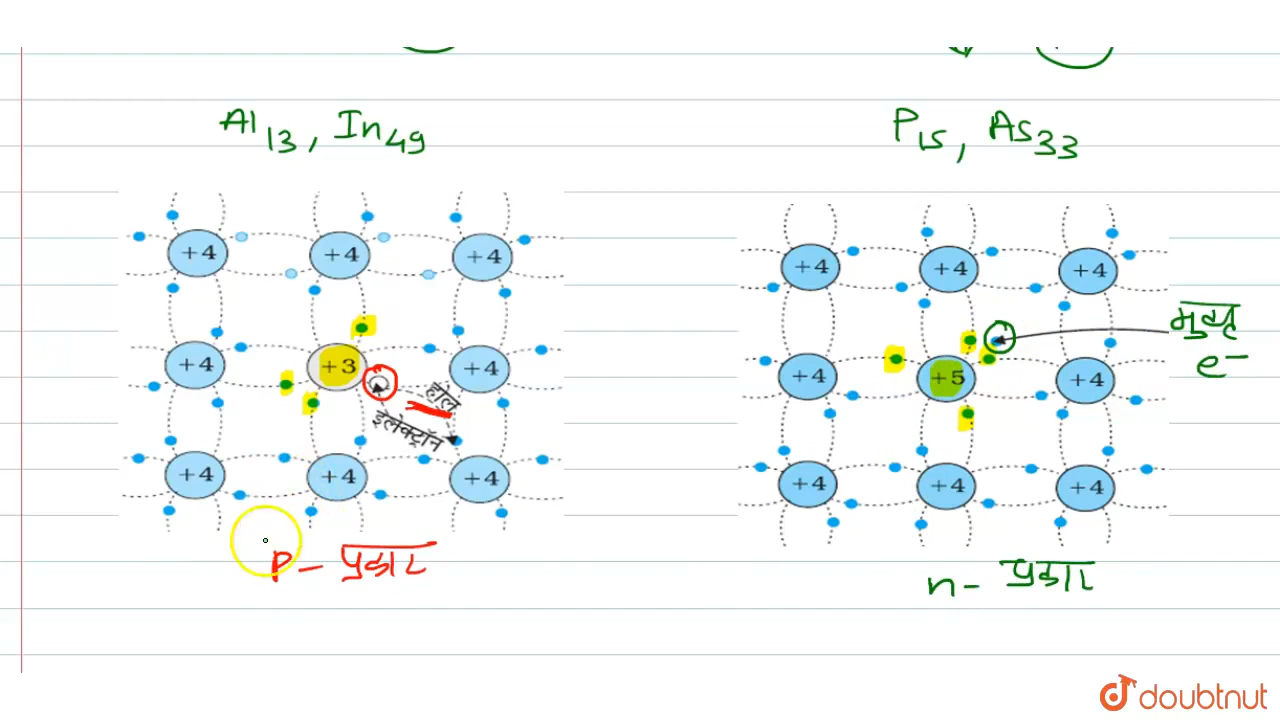 Al13, In49
P15, As33
+4 +4 +4
+4 +3 +4
होल
इलेक्ट्रॉन
+4 +4 +4
P- प्रकार
+4 +4 +4
+4 +5 +4
e-
+4 +4 +4
n- प्रकार
doubtnut